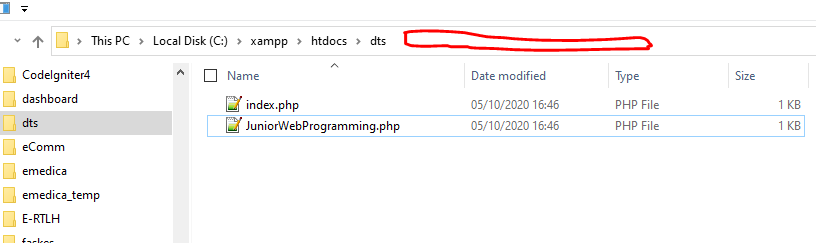 This PC > Local Disk (C:) > xampp > htdocs > dts
CodeIgniter4
dashboard
dts
eComm
emedica
emedica_temp
E-RTLH
faskes
Name Date modified Type Size
index.php 05/10/2020 16:46 PHP File 1 KB
JuniorWebProgramming.php 05/10/2020 16:46 PHP File 1 KB